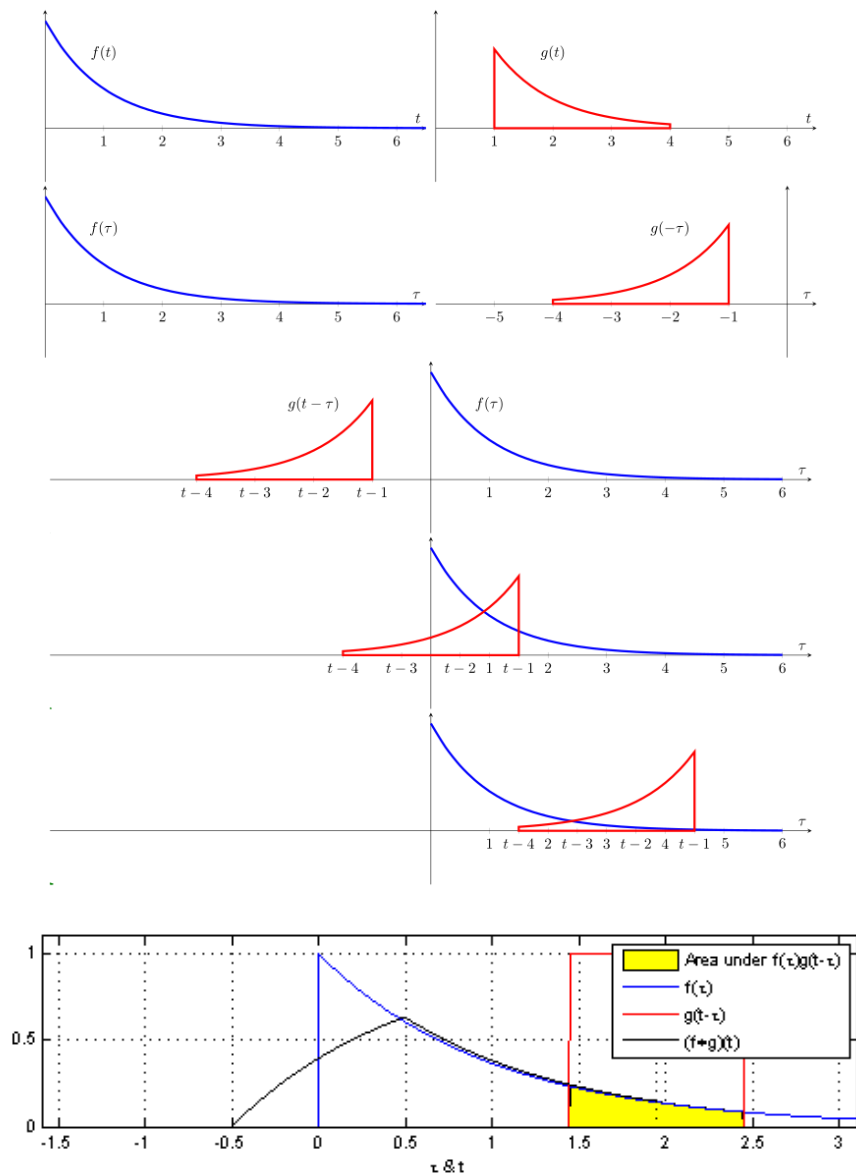 f(t)
g(t)
t
t
1 2 3 4 5 6
1 2 3 4 5 6
f(τ)
g(−τ)
τ
τ
1 2 3 4 5 6
−5 −4 −3 −2 −1
g(t − τ)
f(τ)
τ
t − 4 t − 3 t − 2 t − 1 1 2 3 4 5 6
τ
t − 4 t − 3 t − 2 1 t − 1 2 3 4 5 6
τ
1 t − 4 2 t − 3 3 t − 2 4 t − 1 5 6
1
0.5
0
Area under f(τ)g(t-τ)
f(τ)
g(t-τ)
(f∗g)(t)
-1.5 -1 -0.5 0 0.5 1 1.5 2 2.5 3
τ & t